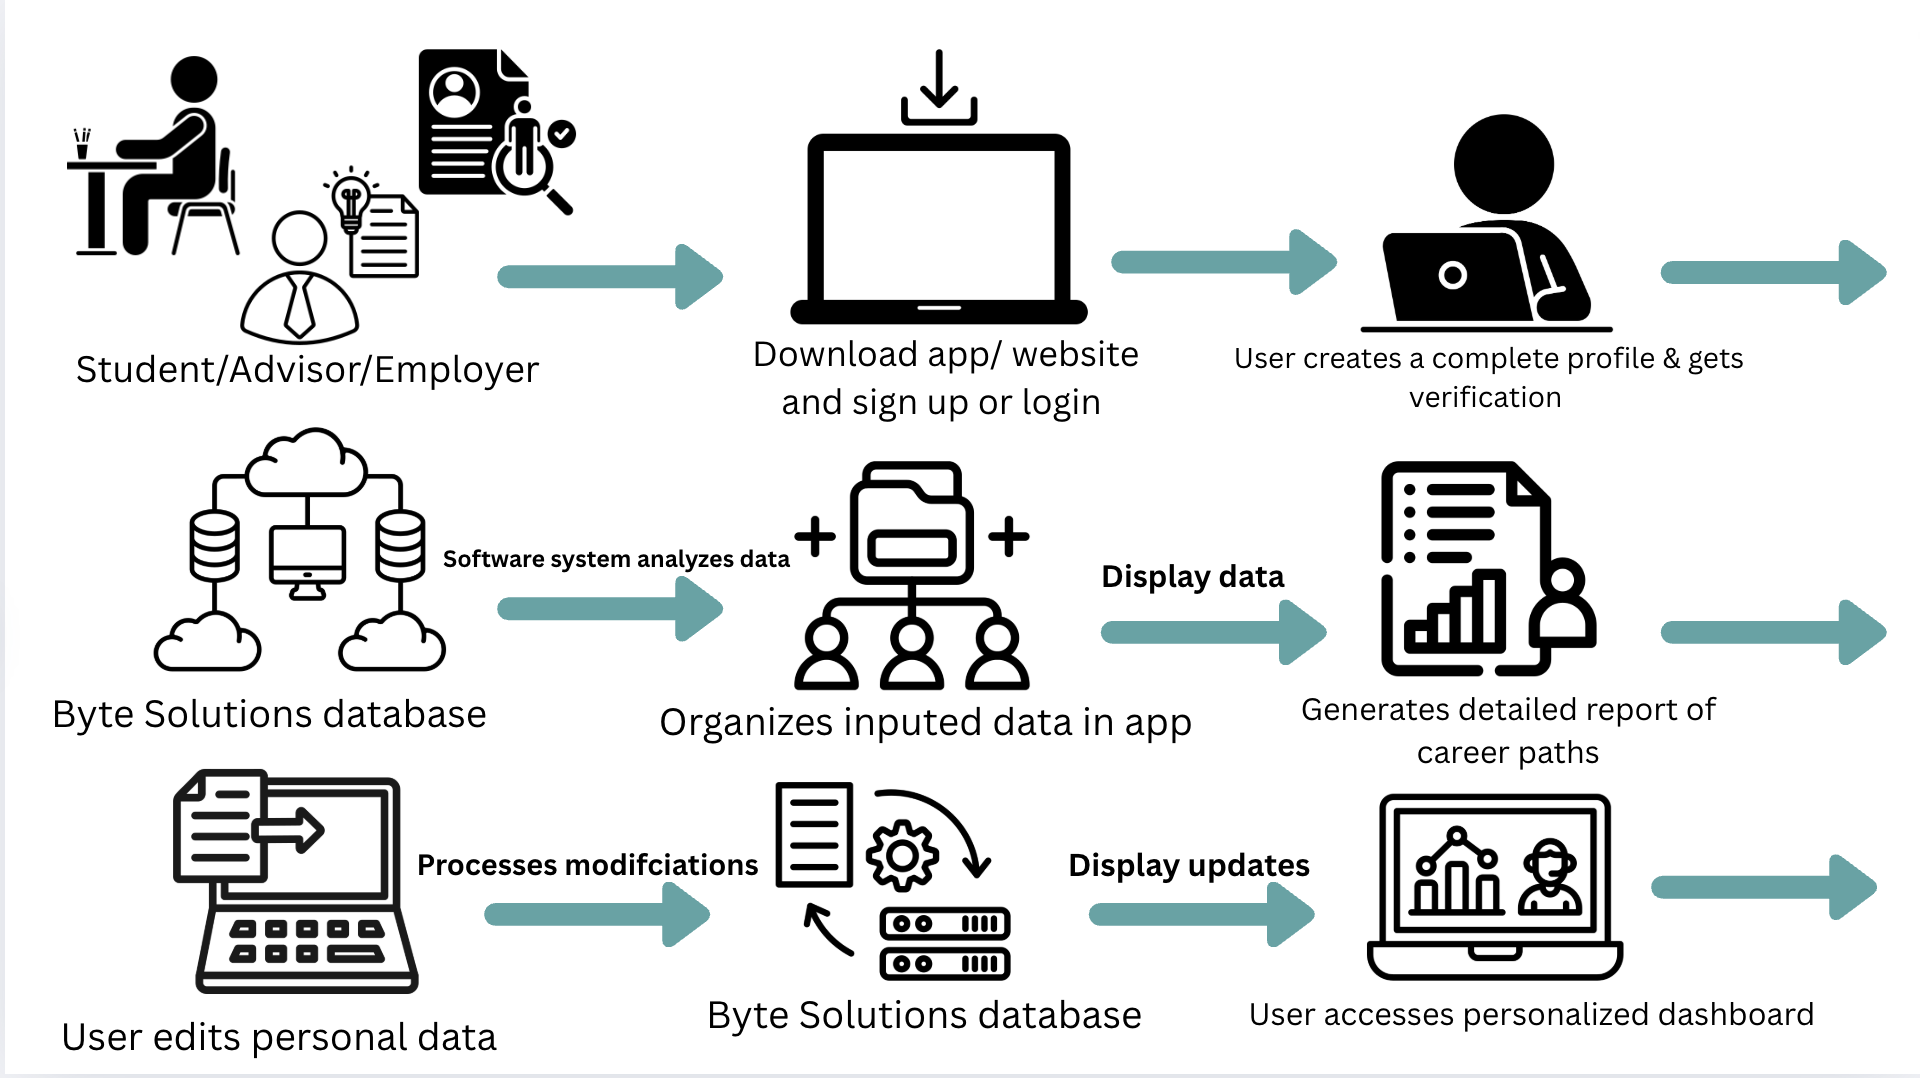 Student/Advisor/Employer
Download app/ website
and sign up or login
User creates a complete profile & gets
verification
Software system analyzes data
Display data
Byte Solutions database
Organizes inputed data in app
Generates detailed report of
career paths
Processes modifciations
Display updates
User edits personal data
Byte Solutions database
User accesses personalized dashboard